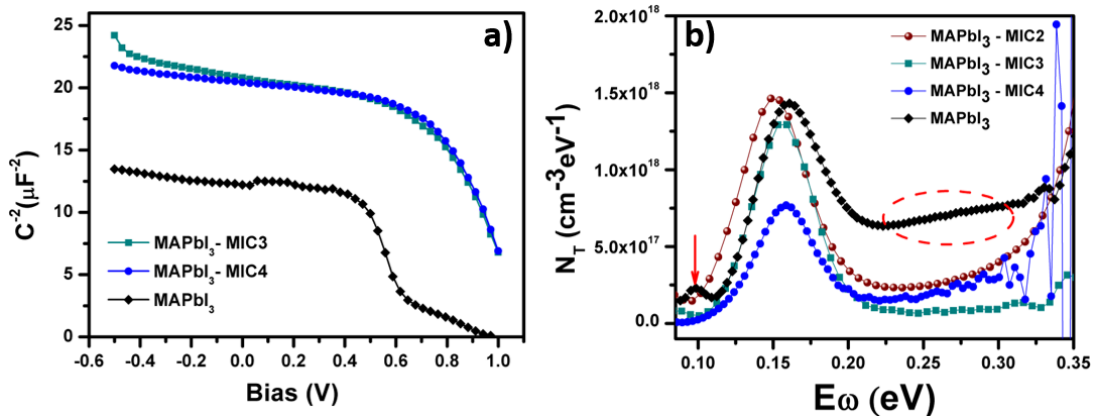 a)
25
20
15
10
5
0
C⁻²(μF⁻²)
MAPbI₃- MIC3
MAPbI₃- MIC4
MAPbI₃
-0.6 -0.4 -0.2 0.0 0.2 0.4 0.6 0.8 1.0
Bias (V)
b)
2.0x10¹⁸
1.5x10¹⁸
1.0x10¹⁸
5.0x10¹⁷
0.0
N_T (cm⁻³eV⁻¹)
MAPbI₃ - MIC2
MAPbI₃ - MIC3
MAPbI₃ - MIC4
MAPbI₃
0.10 0.15 0.20 0.25 0.30 0.35
Eω (eV)